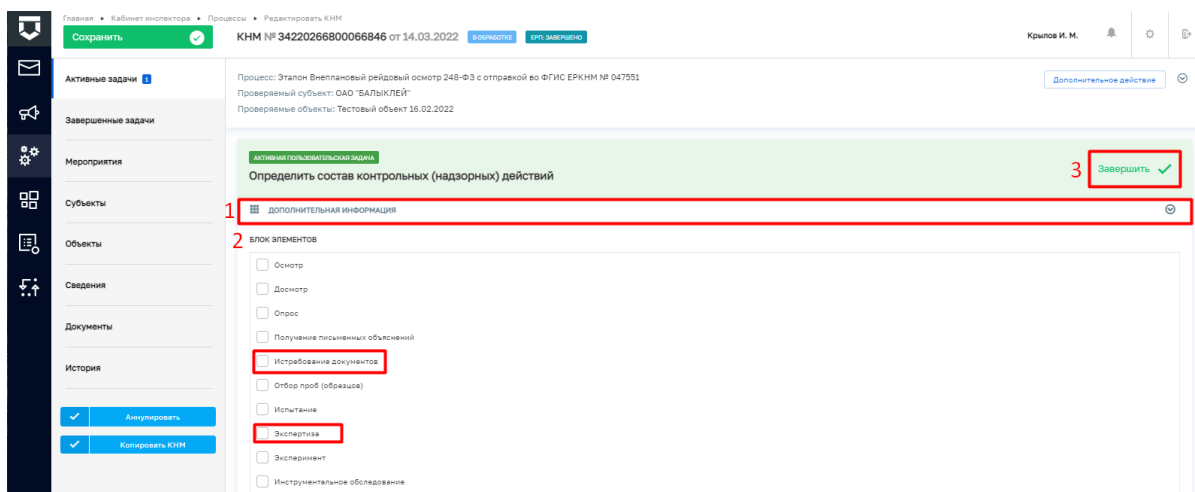 Главная ▸ Кабинет инспектора ▸ Процессы ▸ Редактировать КНМ
Сохранить
КНМ № 34220266800066846 от 14.03.2022 В ОБРАБОТКЕ ЕРП: ЗАВЕРШЕНО
Крылов И. М.
Активные задачи 1
Завершенные задачи
Мероприятия
Субъекты
Объекты
Сведения
Документы
История
Аннулировать
Копировать КНМ
Процесс: Эталон Внеплановый рейдовый осмотр 248-ФЗ с отправкой во ФГИС ЕРКНМ № 047551
Дополнительное действие
Проверяемый субъект: ОАО "БАЛЫКЛЕЙ"
Проверяемые объекты: Тестовый объект 16.02.2022
АКТИВНАЯ ПОЛЬЗОВАТЕЛЬСКАЯ ЗАДАЧА
Определить состав контрольных (надзорных) действий
3 Завершить
1 ДОПОЛНИТЕЛЬНАЯ ИНФОРМАЦИЯ
2 БЛОК ЭЛЕМЕНТОВ
Осмотр
Досмотр
Опрос
Получение письменных объяснений
Истребование документов
Отбор проб (образцов)
Испытание
Экспертиза
Эксперимент
Инструментальное обследование